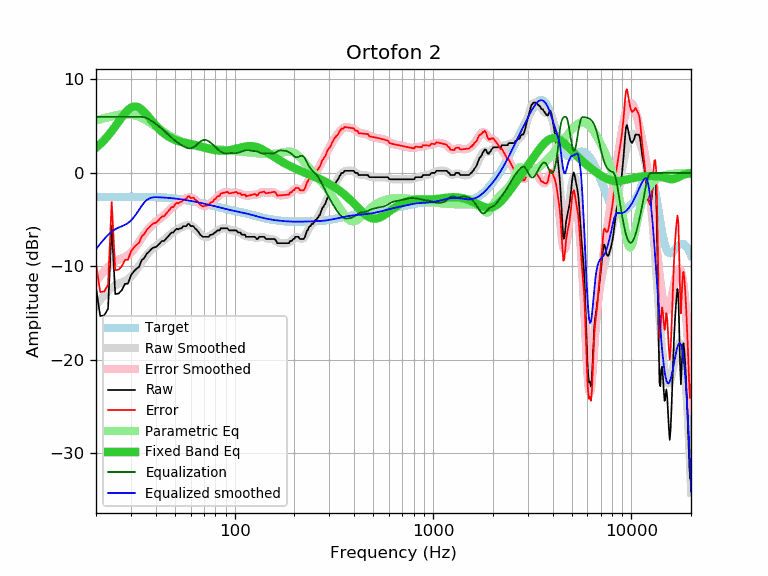 Ortofon 2
Amplitude (dBr)
10
0
−10
−20
−30
Target
Raw Smoothed
Error Smoothed
Raw
Error
Parametric Eq
Fixed Band Eq
Equalization
Equalized smoothed
100 1000 10000
Frequency (Hz)